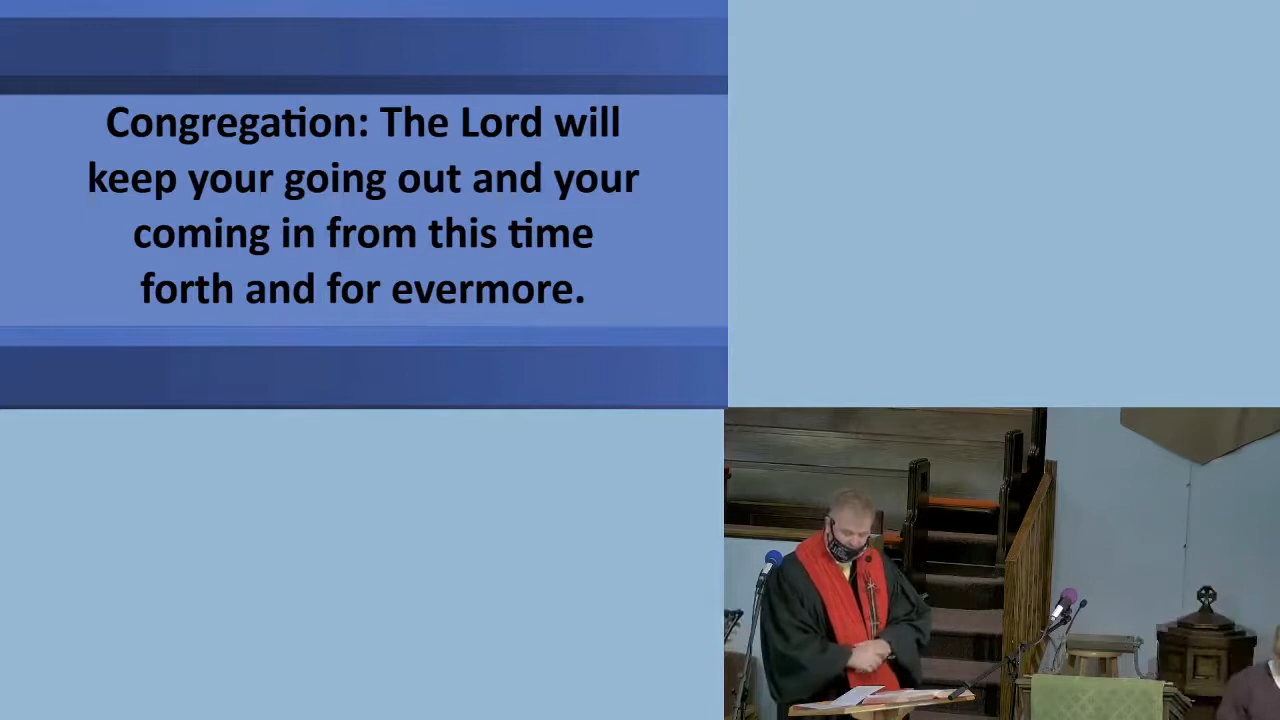 Congregation: The Lord will
keep your going out and your
coming in from this time
forth and for evermore.